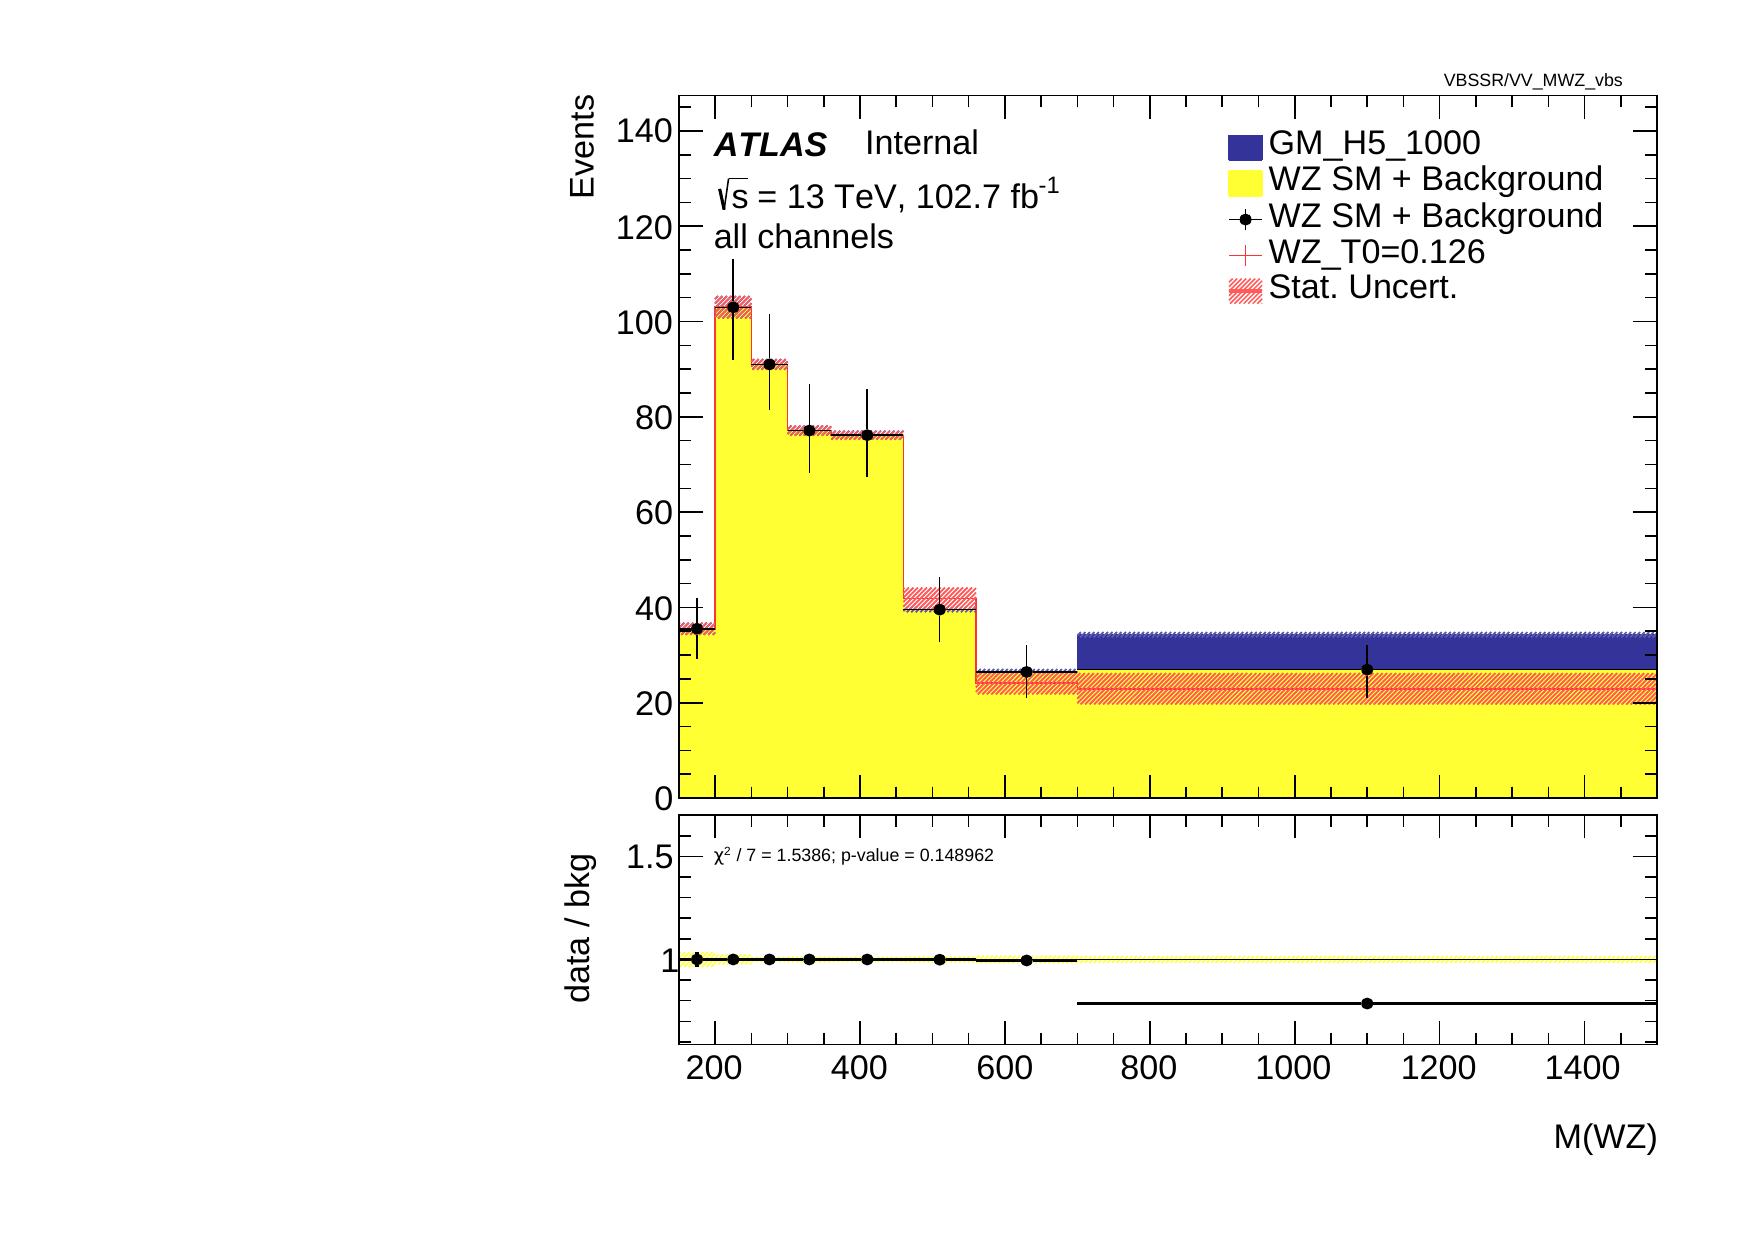 VBSSR/VV_MWZ_vbs
Events
140
120
100
80
60
40
20
0
ATLAS Internal
√s = 13 TeV, 102.7 fb-1
all channels
GM_H5_1000
WZ SM + Background
WZ SM + Background
WZ_T0=0.126
Stat. Uncert.
data / bkg
1.5
1
χ² / 7 = 1.5386; p-value = 0.148962
200 400 600 800 1000 1200 1400
M(WZ)